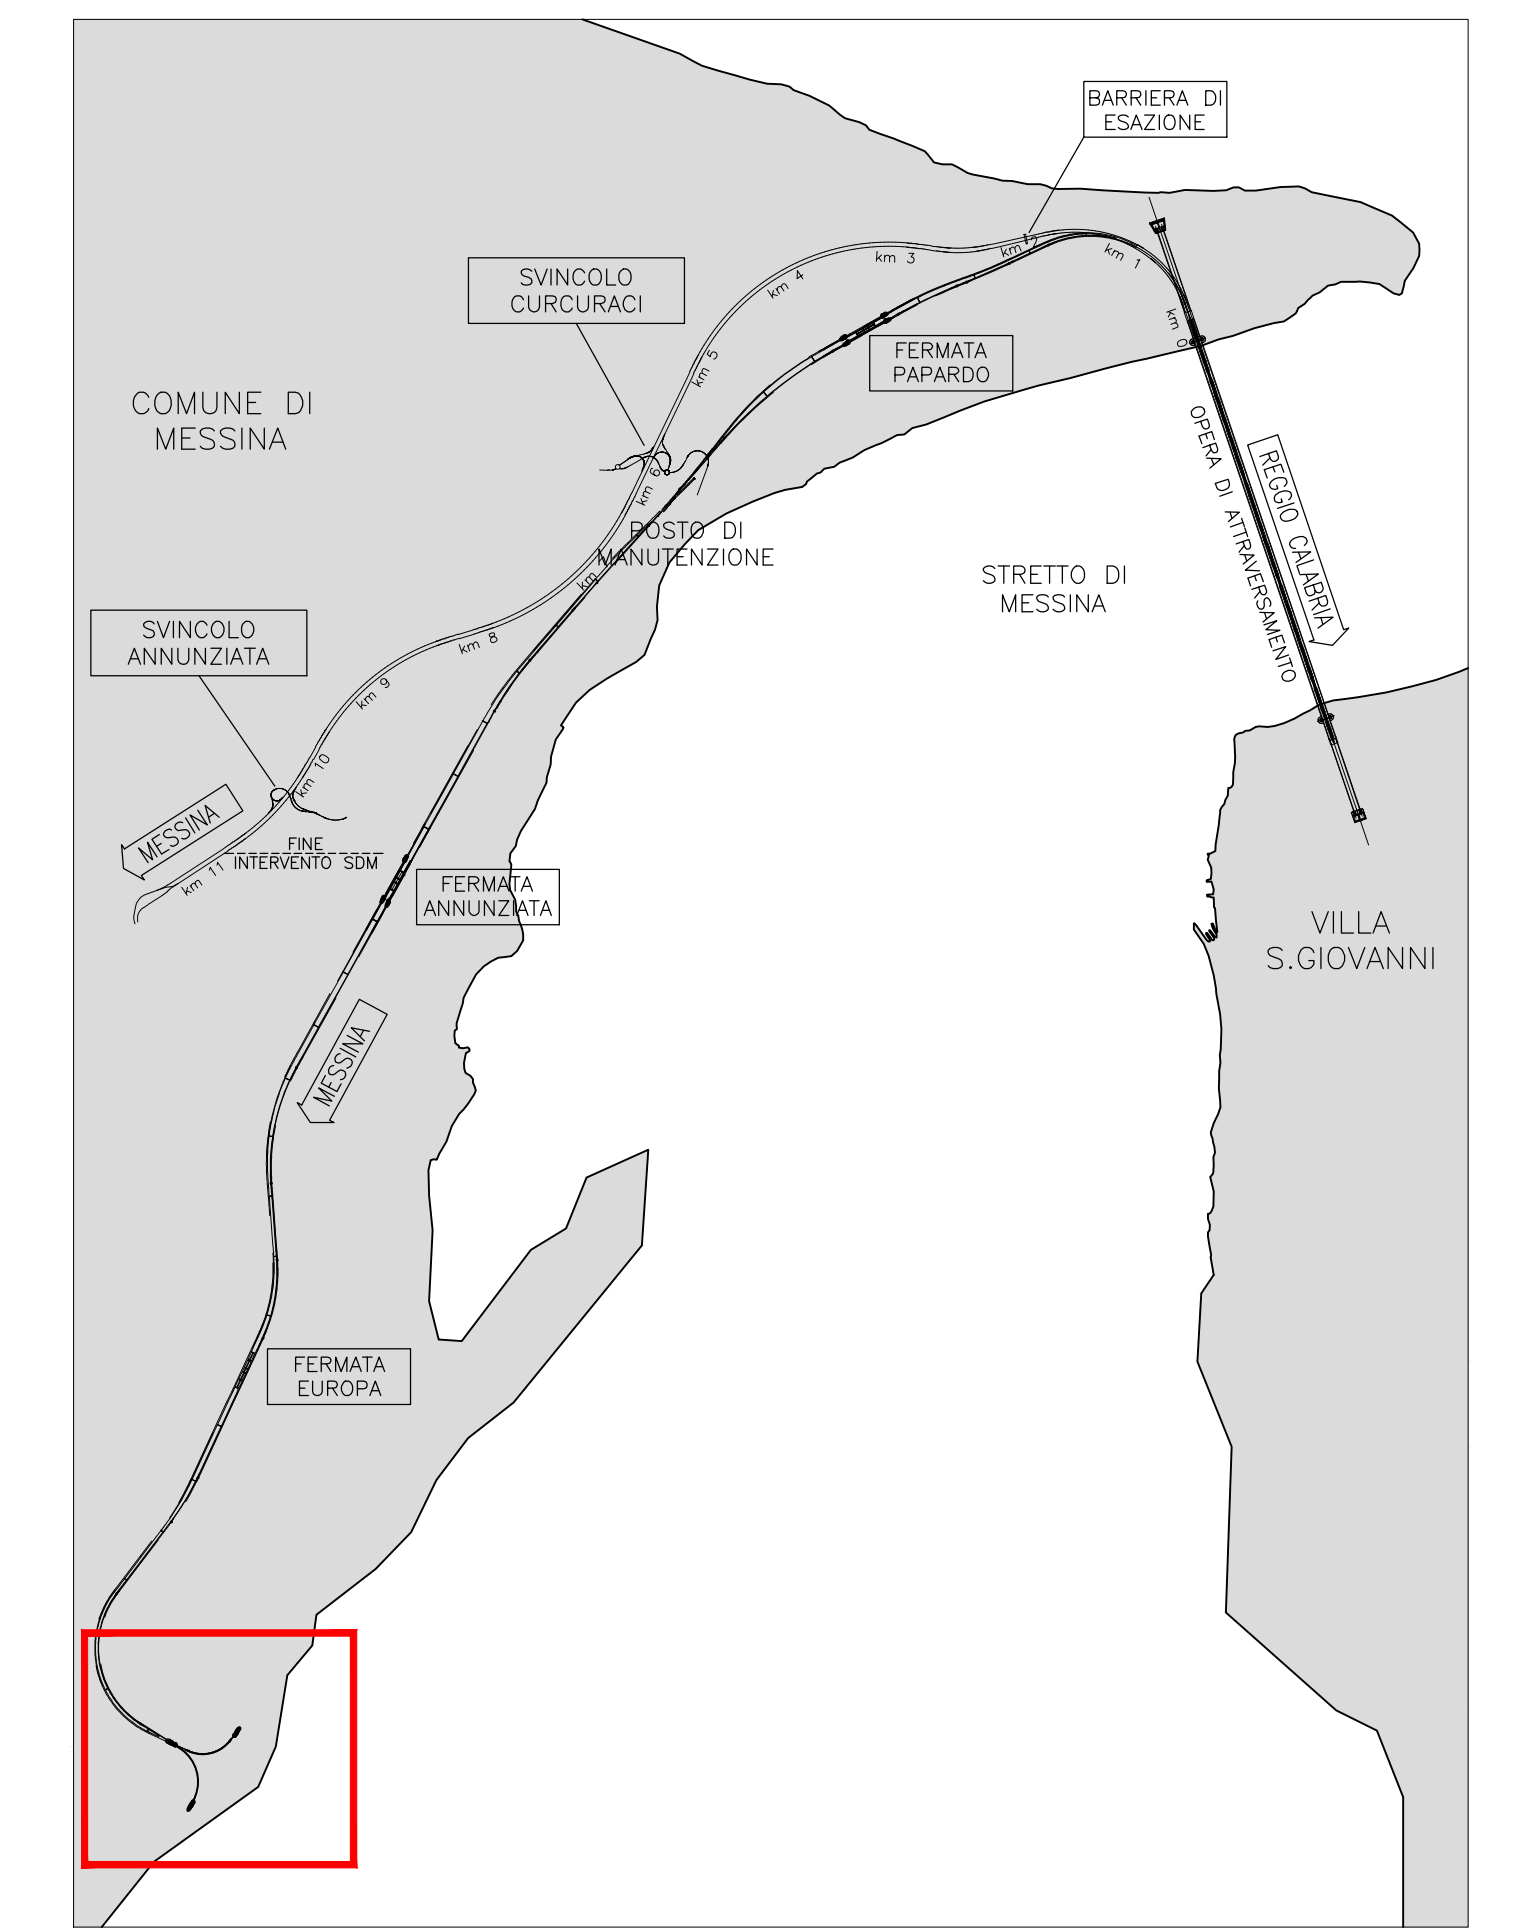 BARRIERA DI
ESAZIONE
SVINCOLO
CURCURACI
km 4
km 3
km
km 1
km 0
km 5
FERMATA
PAPARDO
COMUNE DI
MESSINA
km 6
POSTO DI
MANUTENZIONE
km
OPERA DI ATTRAVERSAMENTO
REGGIO CALABRIA
STRETTO DI
MESSINA
SVINCOLO
ANNUNZIATA
km 8
km 9
km 10
MESSINA
FINE
INTERVENTO SDM
km 11
FERMATA
ANNUNZIATA
VILLA
S.GIOVANNI
MESSINA
FERMATA
EUROPA